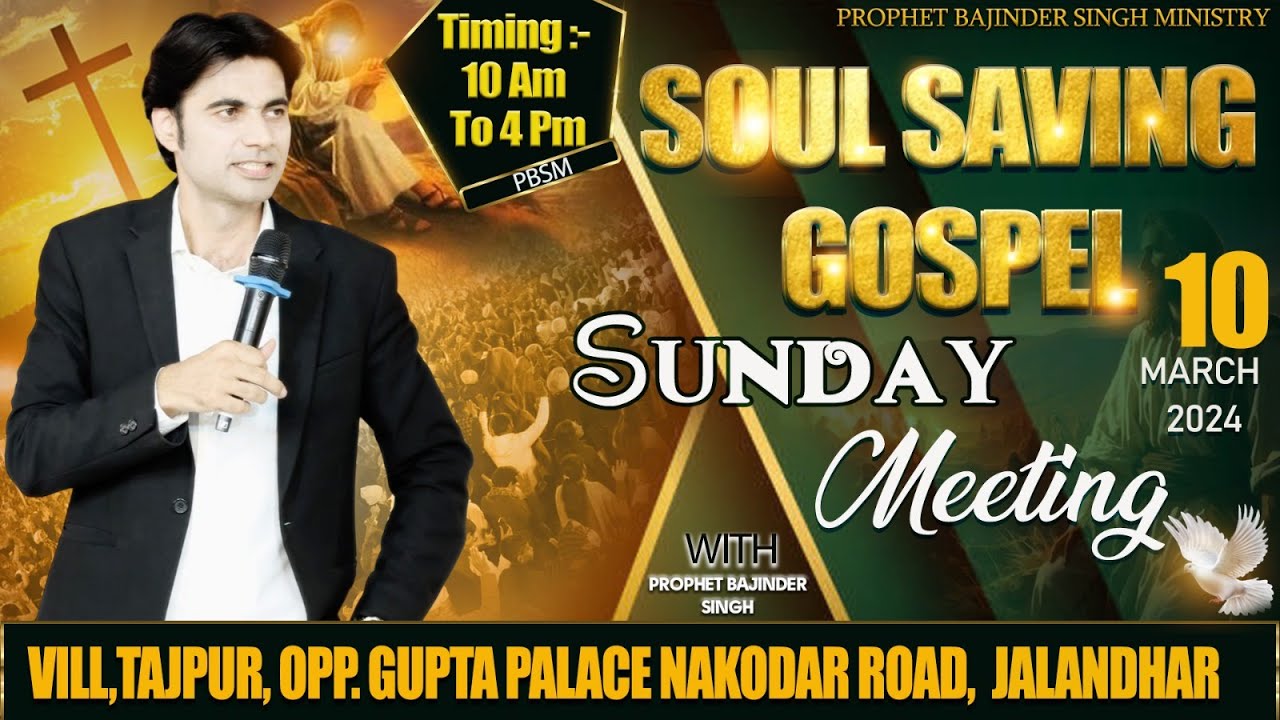 Timing :-
10 Am
To 4 Pm
PBSM
PROPHET BAJINDER SINGH MINISTRY
SOUL SAVING
GOSPEL
SUNDAY
Meeting
10
MARCH
2024
WITH
PROPHET BAJINDER
SINGH
VILL,TAJPUR, OPP. GUPTA PALACE NAKODAR ROAD, JALANDHAR